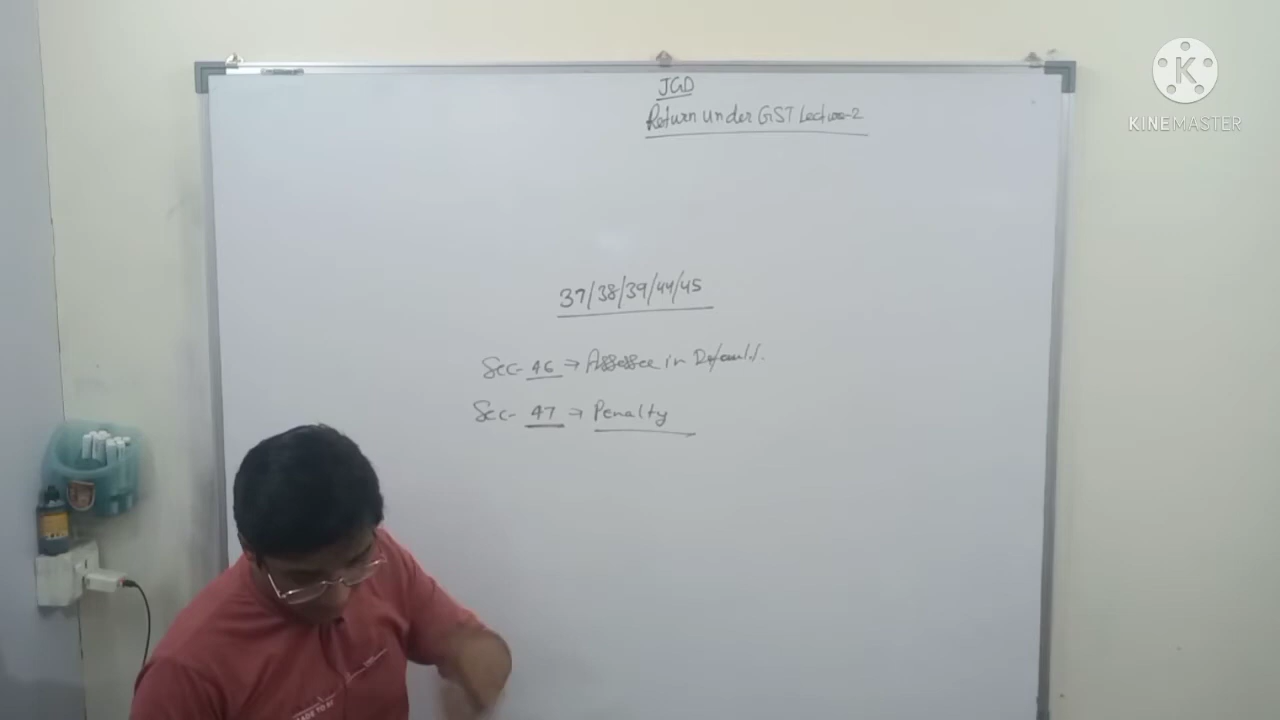 JGD
Return under GST Lecture-2
37/38/39/44/45
Sec- 46 → Assessee in Default.
Sec- 47 → Penalty
K
KINEMASTER